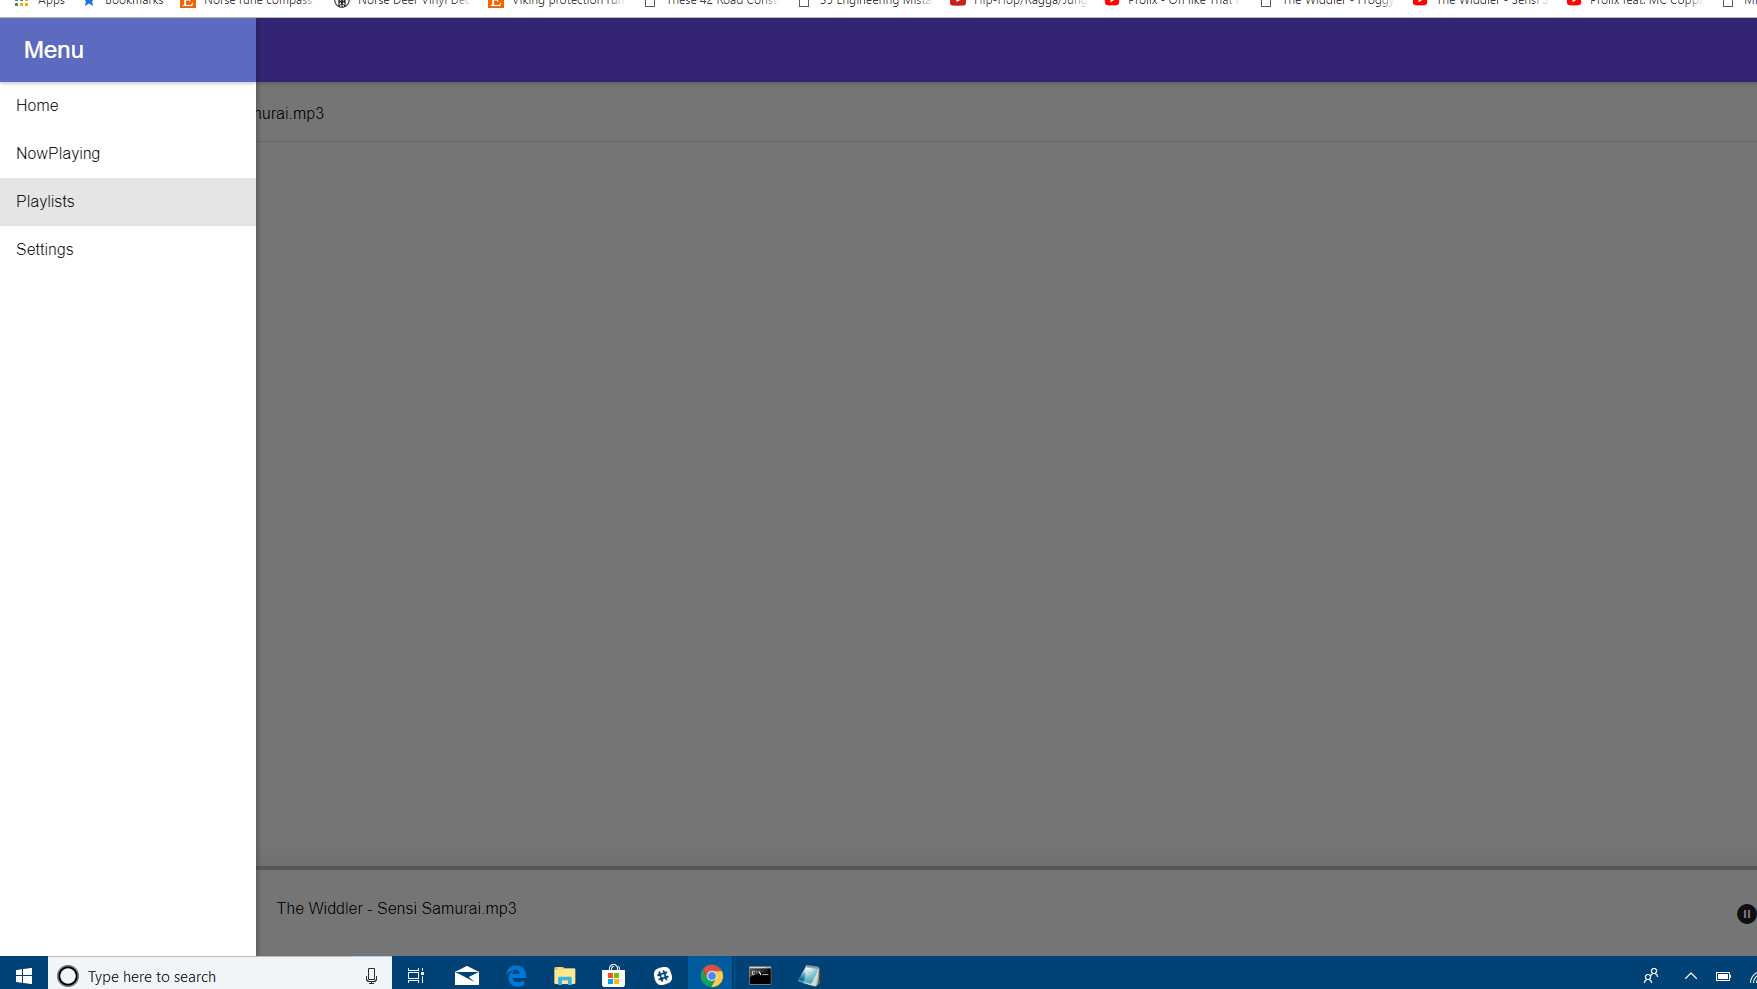 Apps Bookmarks Norse rune compass Norse Deer Vinyl Dec Viking protection run These 42 Road Const 35 Engineering Mista Hip-Hop/Ragga/Jung Prolix - Off like That The Widdler - Froggy The Widdler - Sensi S Prolix feat. MC Coppa
Menu
Home
murai.mp3
NowPlaying
Playlists
Settings
The Widdler - Sensi Samurai.mp3
Type here to search